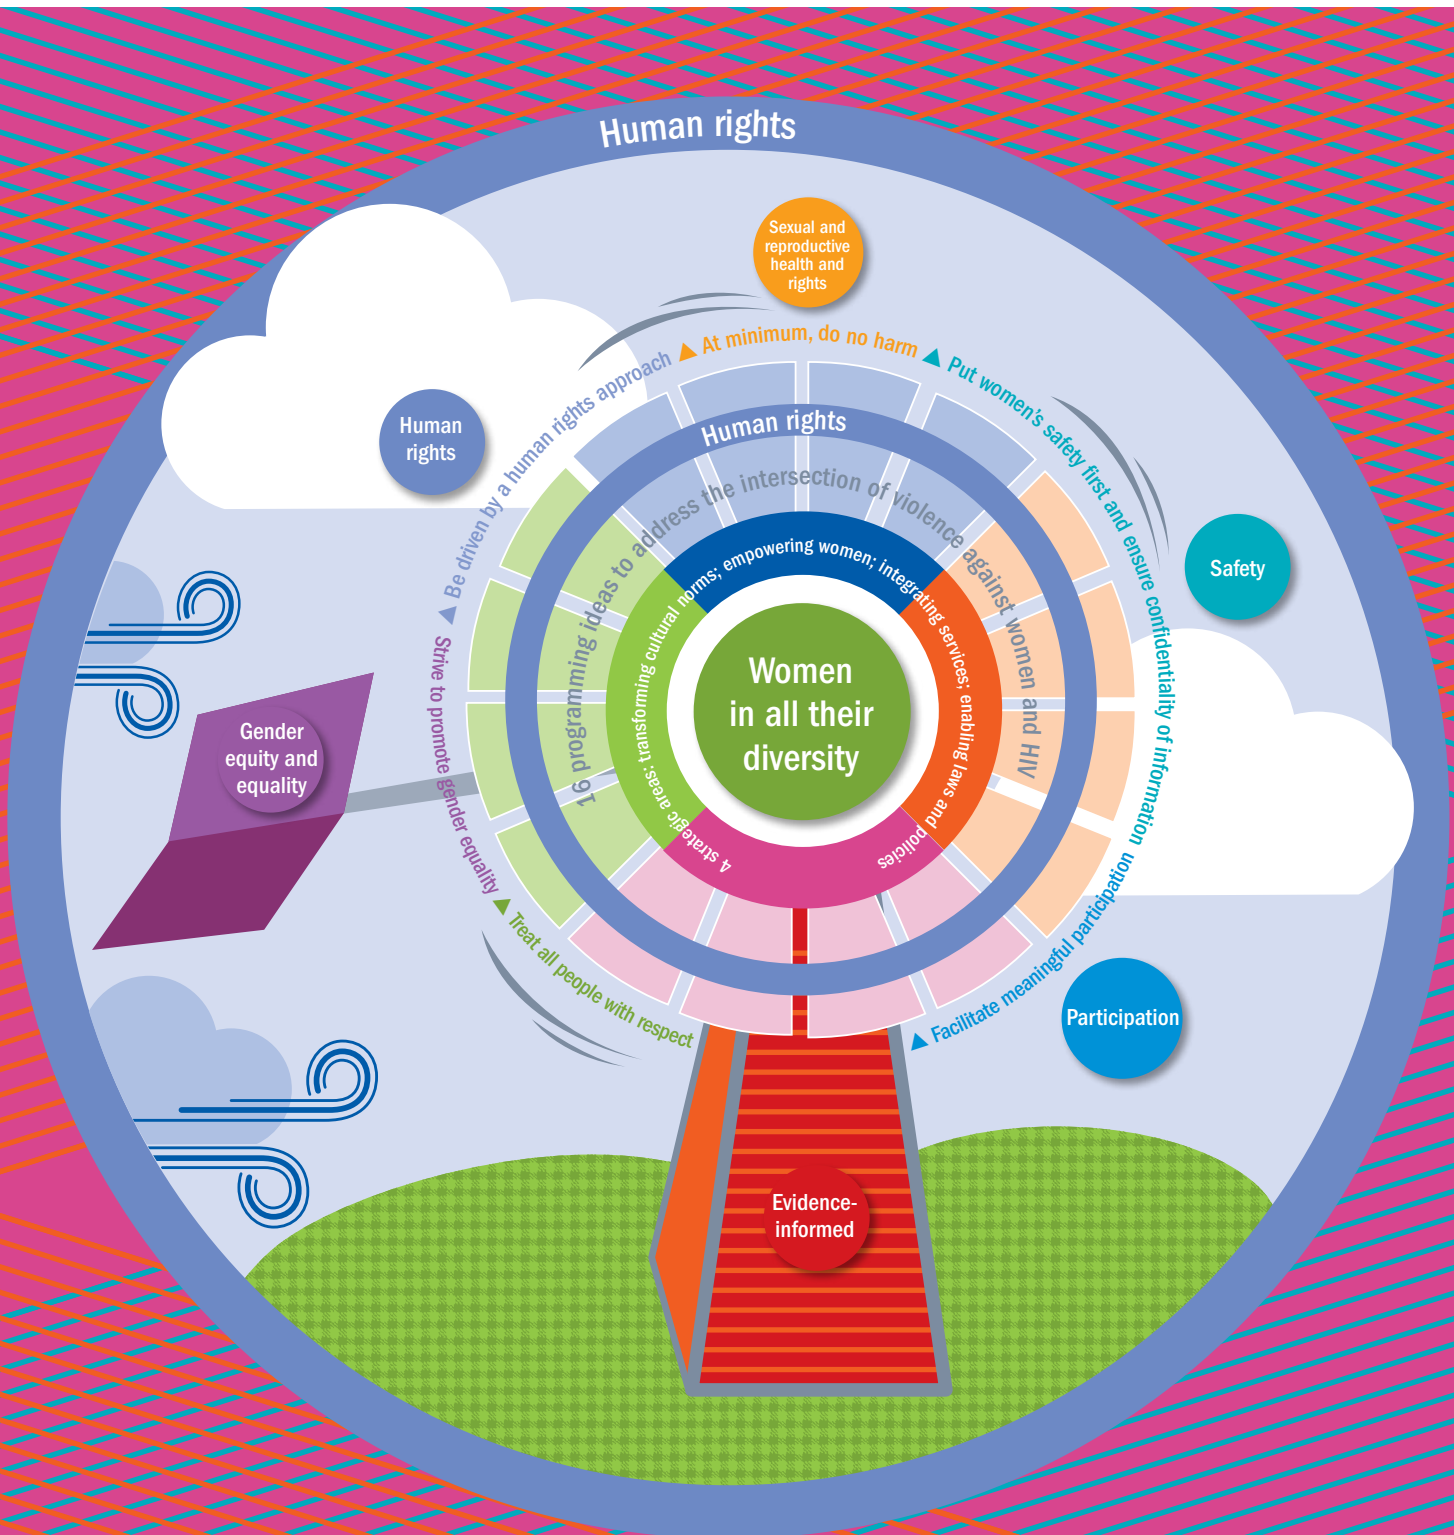 Human rights
Sexual and
reproductive
health and
rights
Human
rights
Safety
Gender
equity and
equality
Participation
Evidence-
informed
▲ Be driven by a human rights approach
▲ At minimum, do no harm
▲ Put women's safety first and ensure confidentiality of information
▲ Facilitate meaningful participation
Strive to promote gender equality
▲ Treat all people with respect
Human rights
16 programming ideas to address the intersection of violence against women and HIV
4 strategic areas: transforming cultural norms; empowering women; integrating services; enabling laws and policies
Women
in all their
diversity